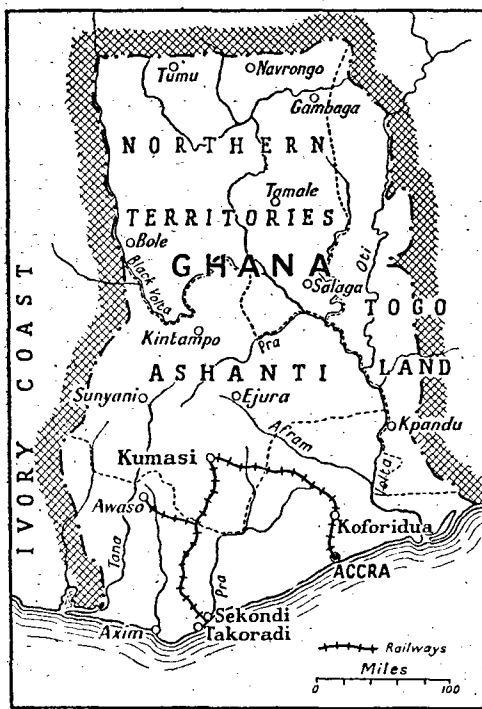 Tumu
Navrongo
Gambaga
NORTHERN
Tamale
TERRITORIES
Bole
Black Volta
GHANA
Salaga
Oti
TOGO
LAND
IVORY COAST
Kintampo
Pra
ASHANTI
Sunyani
Ejura
Afram
Kpandu
Volta
Kumasi
Awaso
Koforidua
Tana
Pra
ACCRA
Sekondi
Takoradi
Axim
Railways
Miles
0 100